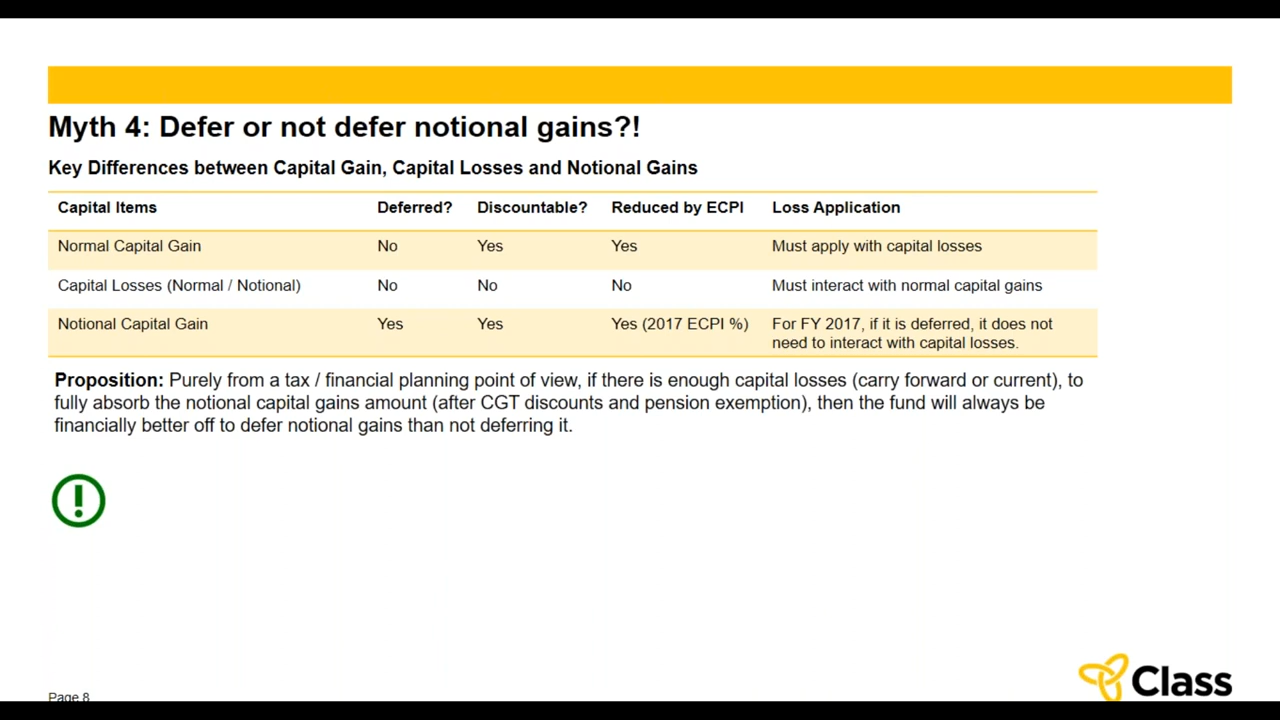 Myth 4: Defer or not defer notional gains?!
Key Differences between Capital Gain, Capital Losses and Notional Gains
Capital Items Deferred? Discountable? Reduced by ECPI Loss Application
Normal Capital Gain No Yes Yes Must apply with capital losses
Capital Losses (Normal / Notional) No No No Must interact with normal capital gains
Notional Capital Gain Yes Yes Yes (2017 ECPI %) For FY 2017, if it is deferred, it does not
need to interact with capital losses.
Proposition: Purely from a tax / financial planning point of view, if there is enough capital losses (carry forward or current), to
fully absorb the notional capital gains amount (after CGT discounts and pension exemption), then the fund will always be
financially better off to defer notional gains than not deferring it.
Class
Page 8